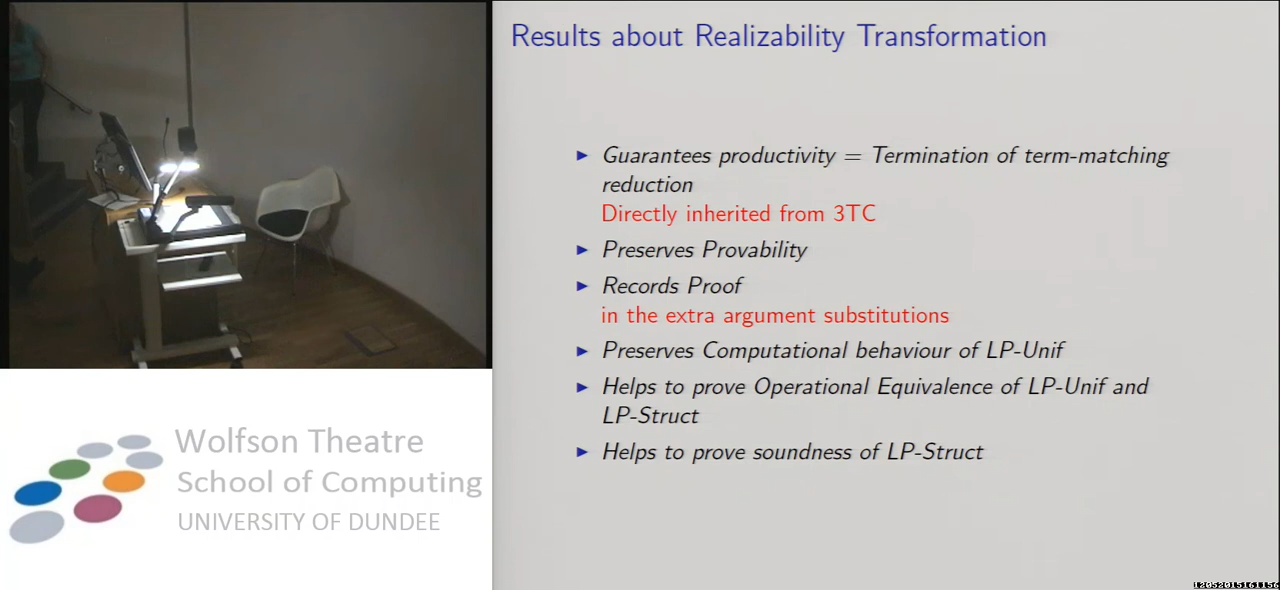 Results about Realizability Transformation
► Guarantees productivity = Termination of term-matching
reduction
Directly inherited from 3TC
► Preserves Provability
► Records Proof
in the extra argument substitutions
► Preserves Computational behaviour of LP-Unif
► Helps to prove Operational Equivalence of LP-Unif and
LP-Struct
► Helps to prove soundness of LP-Struct
Wolfson Theatre
School of Computing
UNIVERSITY OF DUNDEE